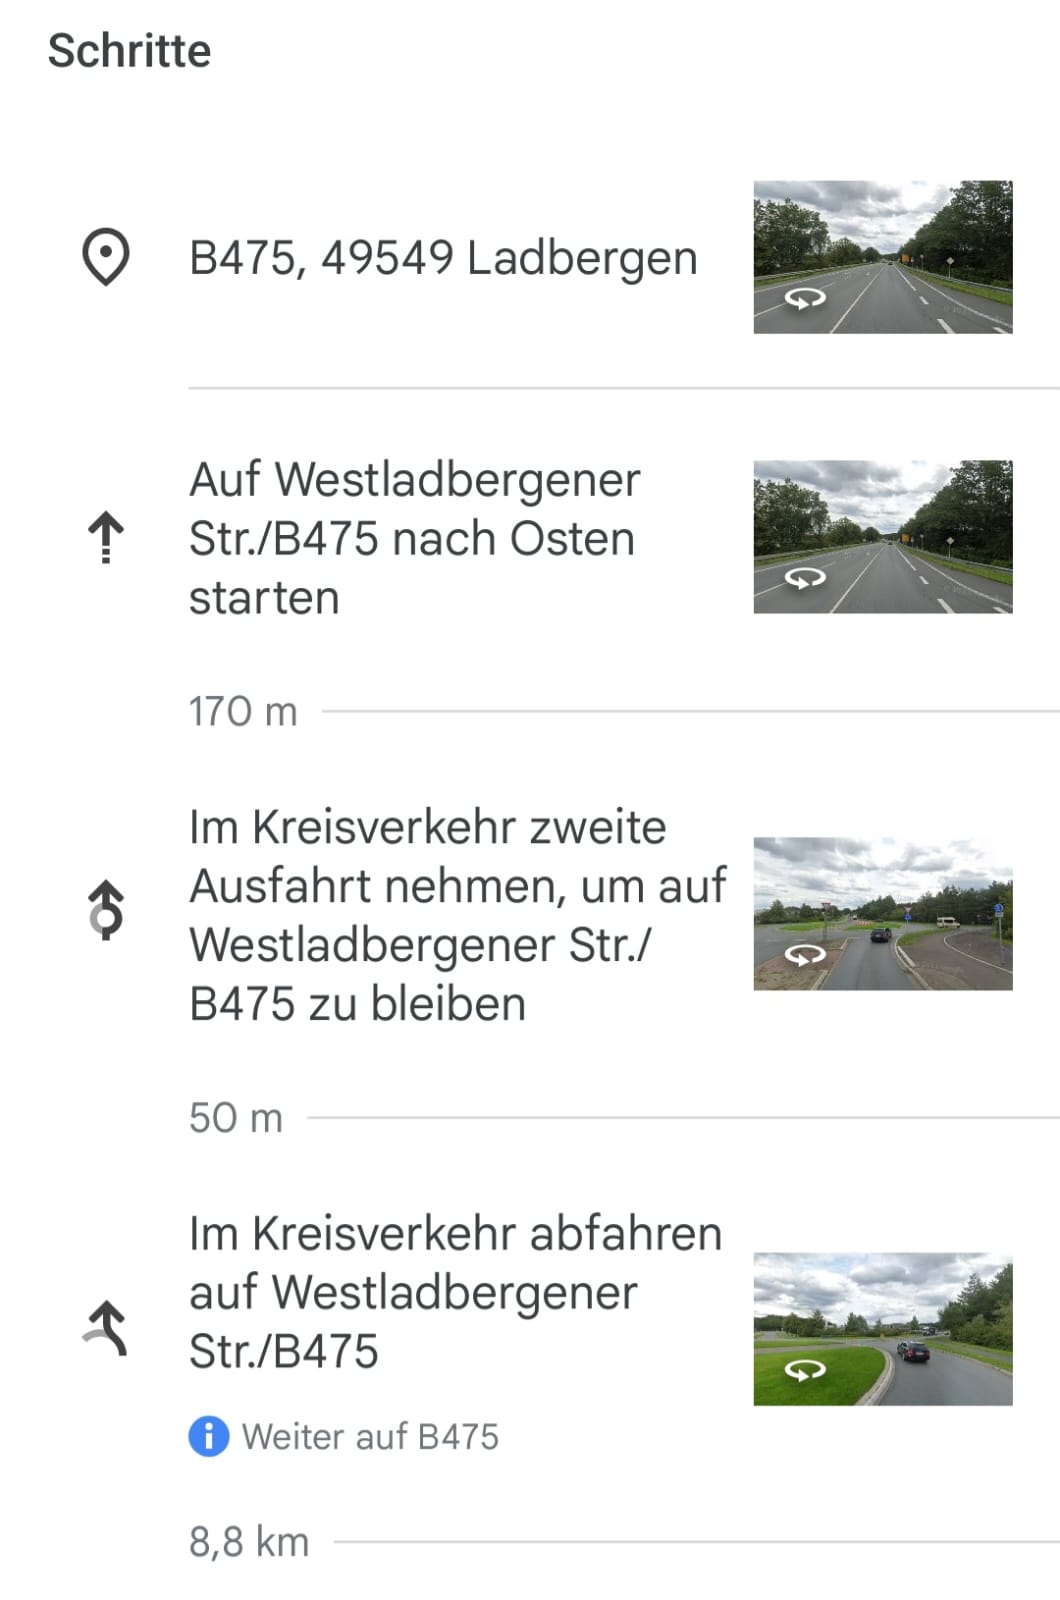 Schritte
B475, 49549 Ladbergen
Auf Westladbergener
Str./B475 nach Osten
starten
170 m
Im Kreisverkehr zweite
Ausfahrt nehmen, um auf
Westladbergener Str./
B475 zu bleiben
50 m
Im Kreisverkehr abfahren
auf Westladbergener
Str./B475
Weiter auf B475
8,8 km